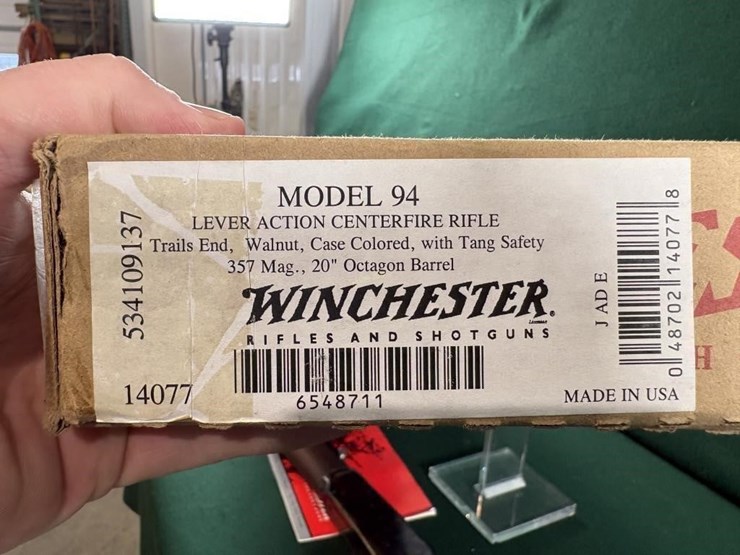 534109137
MODEL 94
LEVER ACTION CENTERFIRE RIFLE
Trails End, Walnut, Case Colored, with Tang Safety
357 Mag., 20" Octagon Barrel
WINCHESTER
RIFLES AND SHOTGUNS
14077
6548711
JADE
0 48702 14077 8
MADE IN USA
H